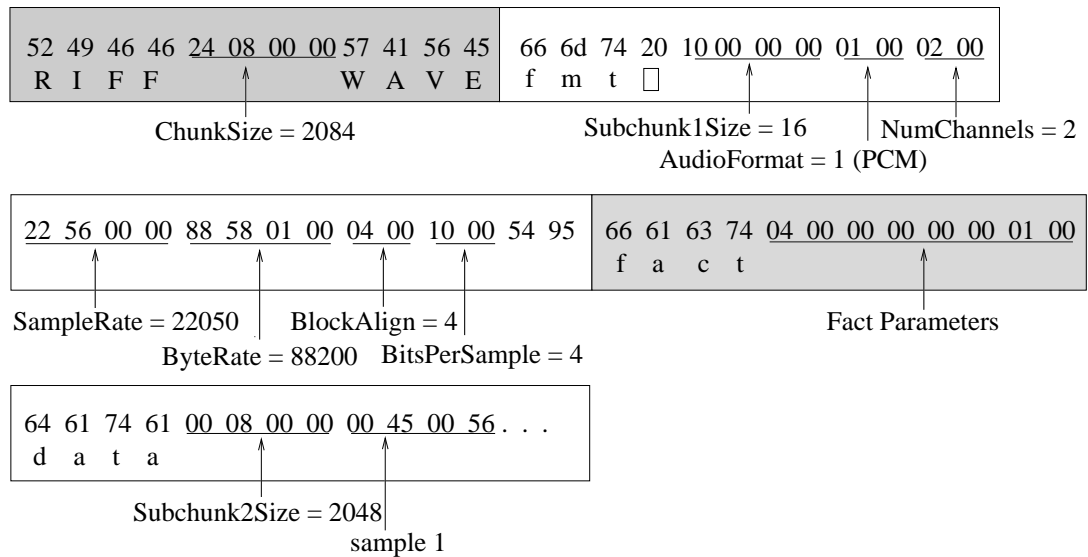 52 49 46 46 24 08 00 00 57 41 56 45 66 6d 74 20 10 00 00 00 01 00 02 00
R I F F W A V E f m t
ChunkSize = 2084
Subchunk1Size = 16
NumChannels = 2
AudioFormat = 1 (PCM)
22 56 00 00 88 58 01 00 04 00 10 00 54 95 66 61 63 74 04 00 00 00 00 00 01 00
f a c t
SampleRate = 22050
BlockAlign = 4
Fact Parameters
ByteRate = 88200
BitsPerSample = 4
64 61 74 61 00 08 00 00 00 45 00 56 . . .
d a t a
Subchunk2Size = 2048
sample 1